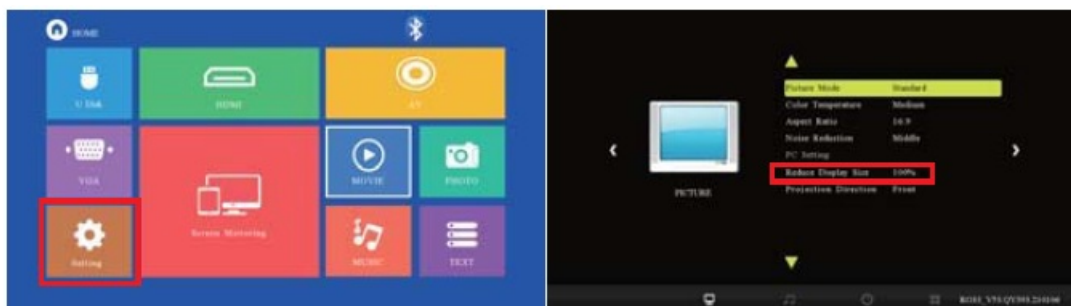 HOME
U Disk
HDMI
AV
VGA
MOVIE
PHOTO
Setting
Screen Mirroring
MUSIC
TEXT
Picture Mode Standard
Color Temperature Medium
Aspect Ratio 16:9
Noise Reduction Middle
PC Setting
Reduce Display Size 100%
Projection Direction Front
PICTURE